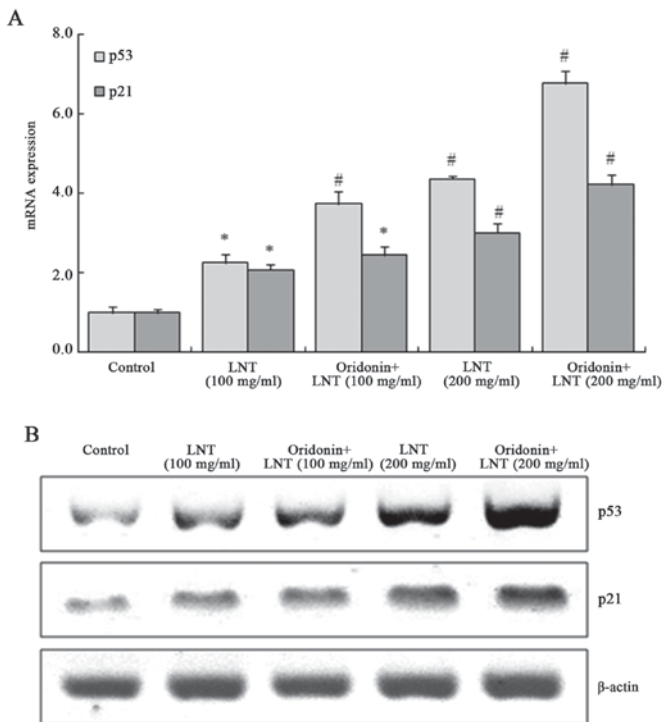 A
8.0
p53
6.0
p21
mRNA expression
4.0
2.0
0.0
# # # # #
* * *
Control
LNT
(100 mg/ml)
Oridonin+
LNT (100 mg/ml)
LNT
(200 mg/ml)
Oridonin+
LNT (200 mg/ml)
B
Control
LNT
(100 mg/ml)
Oridonin+
LNT (100 mg/ml)
LNT
(200 mg/ml)
Oridonin+
LNT (200 mg/ml)
p53
p21
β-actin